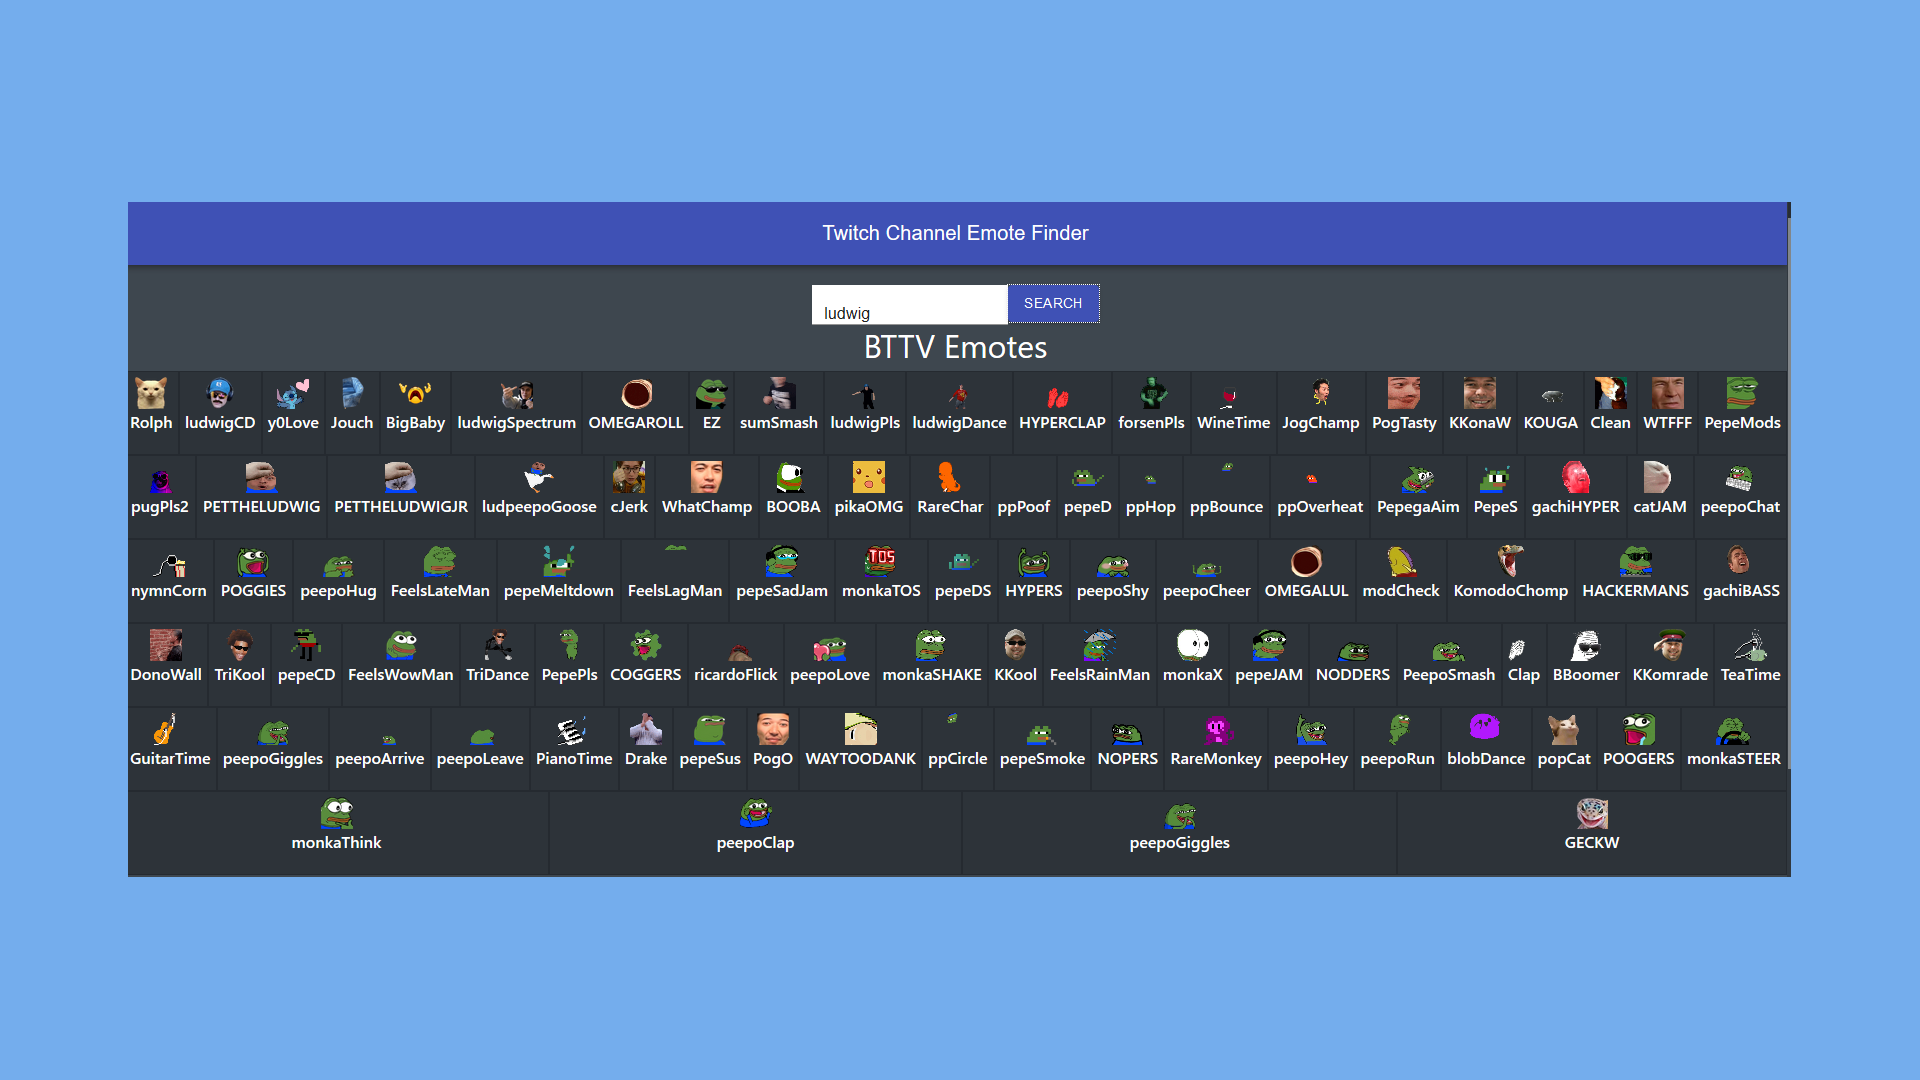 Twitch Channel Emote Finder
ludwig SEARCH
BTTV Emotes
Rolph ludwigCD y0Love Jouch BigBaby ludwigSpectrum OMEGAROLL EZ sumSmash ludwigPls ludwigDance HYPERCLAP forsenPls WineTime JogChamp PogTasty KKonaW KOUGA Clean WTFFF PepeMods
pugPls2 PETTHELUDWIG PETTHELUDWIGJR ludpeepoGoose cJerk WhatChamp BOOBA pikaOMG RareChar ppPoof pepeD ppHop ppBounce ppOverheat PepegaAim PepeS gachiHYPER catJAM peepoChat
TOS
nymnCorn POGGIES peepoHug FeelsLateMan pepeMeltdown FeelsLagMan pepeSadJam monkaTOS pepeDS HYPERS peepoShy peepoCheer OMEGALUL modCheck KomodoChomp HACKERMANS gachiBASS
DonoWall TriKool pepeCD FeelsWowMan TriDance PepePls COGGERS ricardoFlick peepoLove monkaSHAKE KKool FeelsRainMan monkaX pepeJAM NODDERS PeepoSmash Clap BBoomer KKomrade TeaTime
GuitarTime peepoGiggles peepoArrive peepoLeave PianoTime Drake pepeSus PogO WAYTOODANK ppCircle pepeSmoke NOPERS RareMonkey peepoHey peepoRun blobDance popCat POOGERS monkaSTEER
monkaThink peepoClap peepoGiggles GECKW